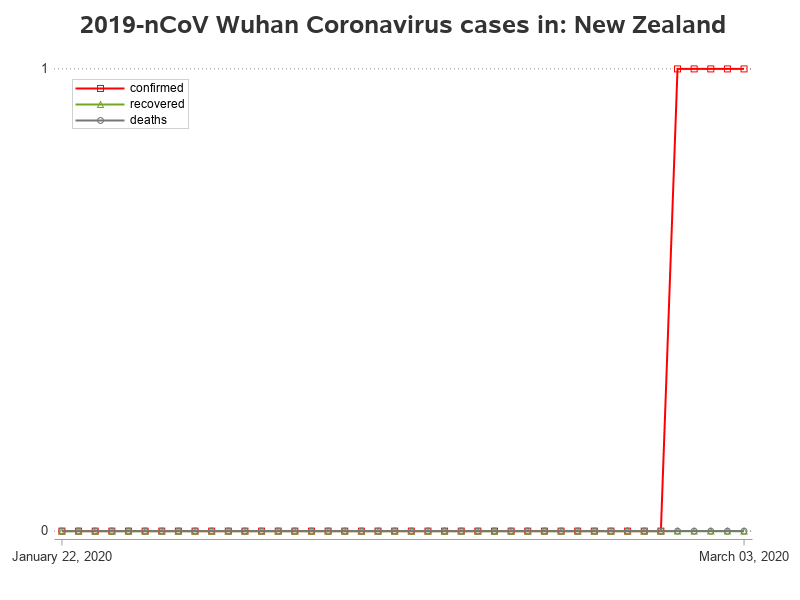 2019-nCoV Wuhan Coronavirus cases in: New Zealand
1
confirmed
recovered
deaths
0
January 22, 2020
March 03, 2020